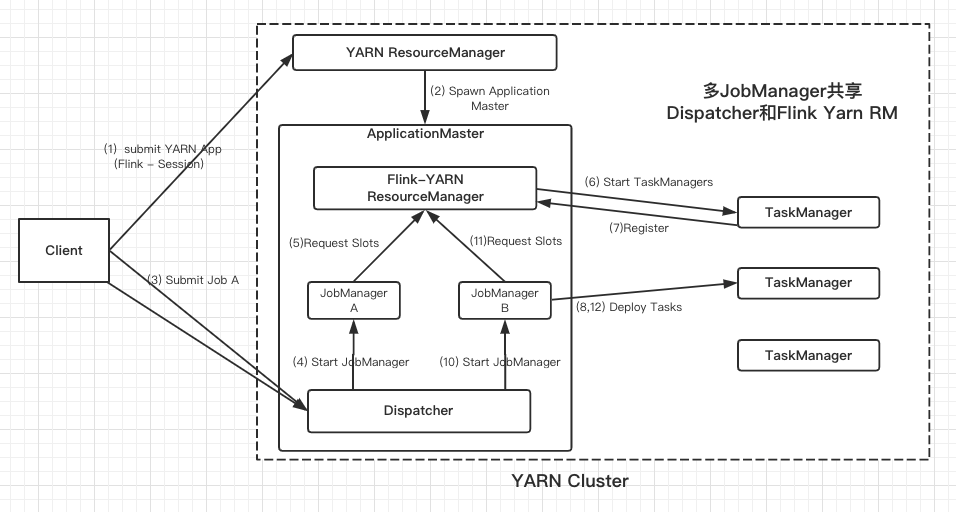 YARN ResourceManager
(2) Spawn Application
Master
多JobManager共享
Dispatcher和Flink Yarn RM
ApplicationMaster
(1) submit YARN App
(Flink - Session)
Flink-YARN
ResourceManager
(6) Start TaskManagers
TaskManager
(7)Register
Client
(5)Request Slots
(11)Request Slots
(3) Submit Job A
JobManager
A
JobManager
B
TaskManager
(8,12) Deploy Tasks
TaskManager
(4) Start JobManager
(10) Start JobManager
Dispatcher
YARN Cluster